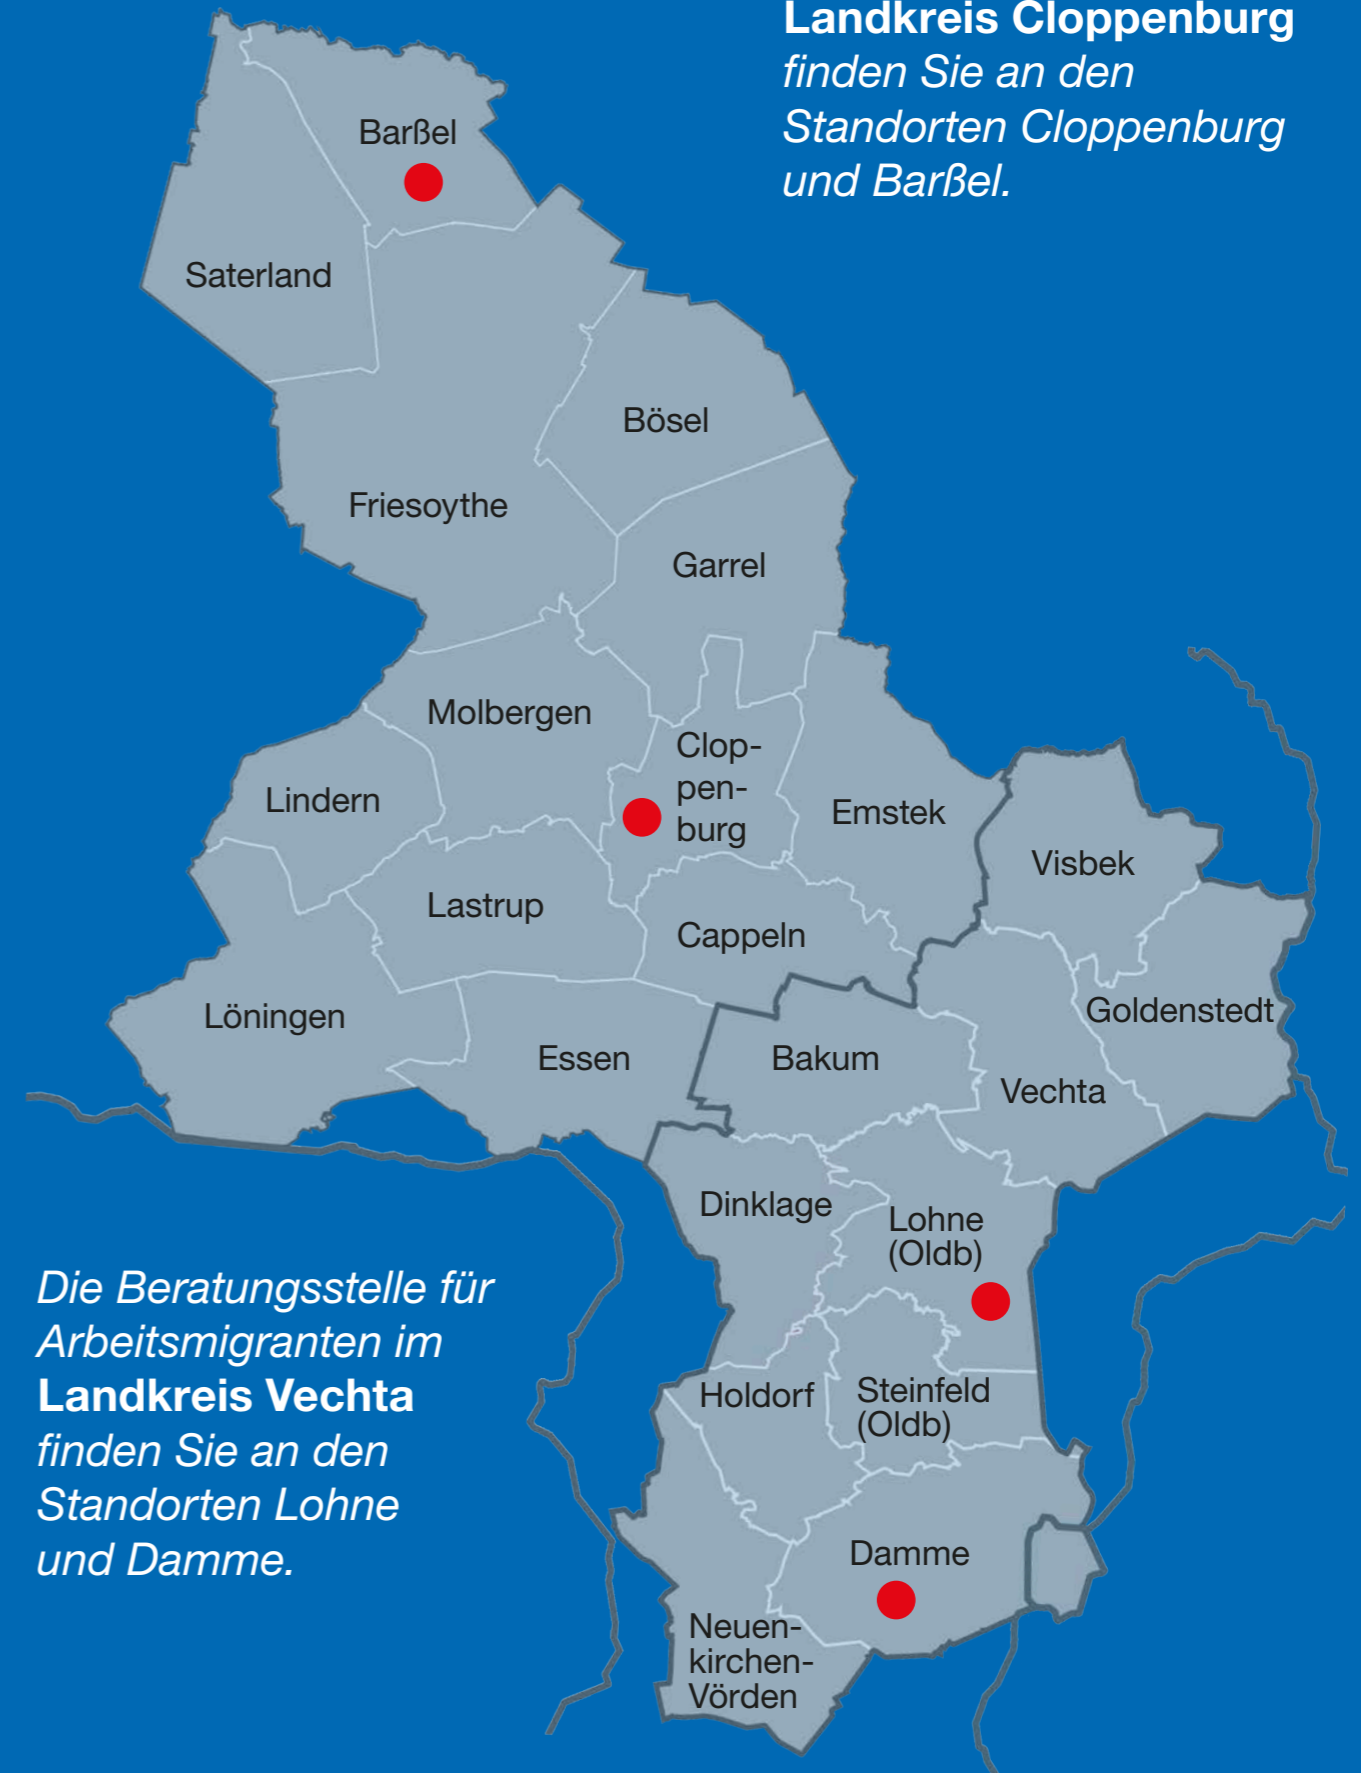 Landkreis Cloppenburg
finden Sie an den
Standorten Cloppenburg
und Barßel.
Barßel
Saterland
Bösel
Friesoythe
Garrel
Molbergen
Clop-
pen-
burg
Lindern
Emstek
Visbek
Lastrup
Cappeln
Löningen
Goldenstedt
Essen
Bakum
Vechta
Dinklage
Lohne
(Oldb)
Die Beratungsstelle für
Arbeitsmigranten im
Landkreis Vechta
finden Sie an den
Standorten Lohne
und Damme.
Holdorf
Steinfeld
(Oldb)
Damme
Neuen-
kirchen-
Vörden